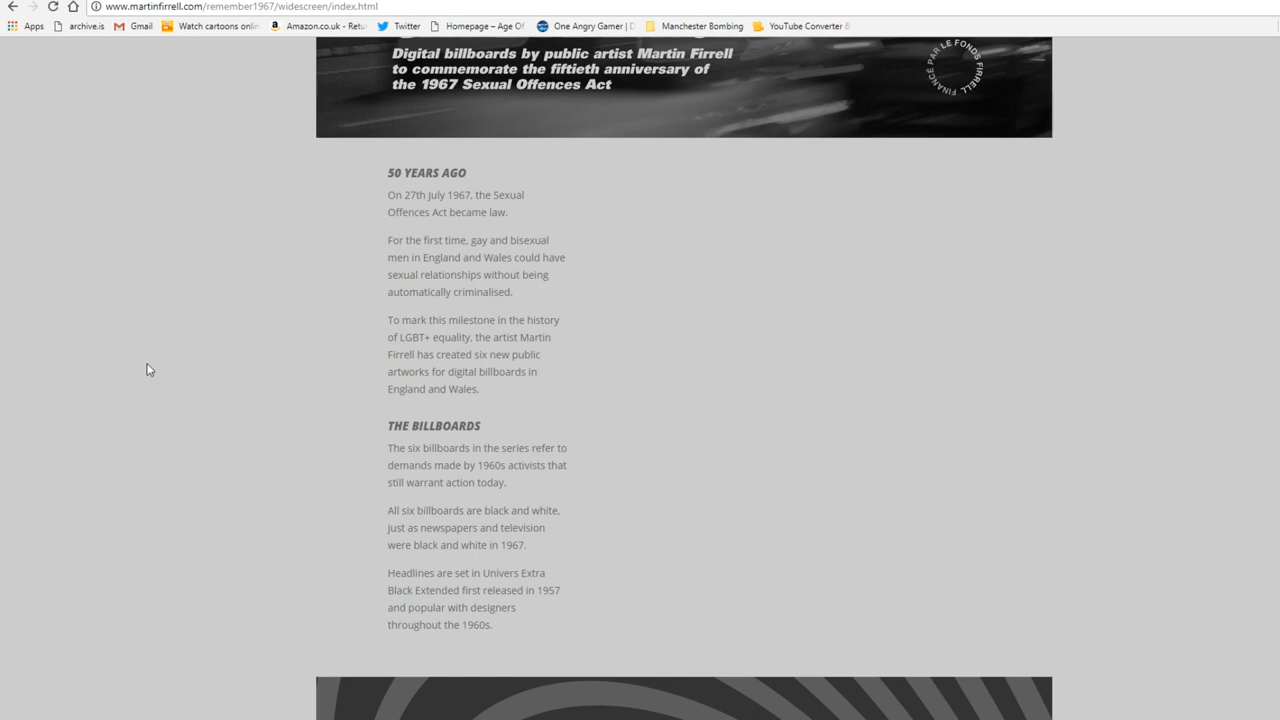 www.martinfirrell.com/remember1967/widescreen/index.html
Apps archive.is Gmail Watch cartoons onlin Amazon.co.uk - Retu Twitter Homepage – Age Of One Angry Gamer | D Manchester Bombing YouTube Converter &
Digital billboards by public artist Martin Firrell
to commemorate the fiftieth anniversary of
the 1967 Sexual Offences Act
FINANCÉ PAR LE FONDS FIRRELL
50 YEARS AGO
On 27th July 1967, the Sexual
Offences Act became law.
For the first time, gay and bisexual
men in England and Wales could have
sexual relationships without being
automatically criminalised.
To mark this milestone in the history
of LGBT+ equality, the artist Martin
Firrell has created six new public
artworks for digital billboards in
England and Wales.
THE BILLBOARDS
The six billboards in the series refer to
demands made by 1960s activists that
still warrant action today.
All six billboards are black and white,
just as newspapers and television
were black and white in 1967.
Headlines are set in Univers Extra
Black Extended first released in 1957
and popular with designers
throughout the 1960s.